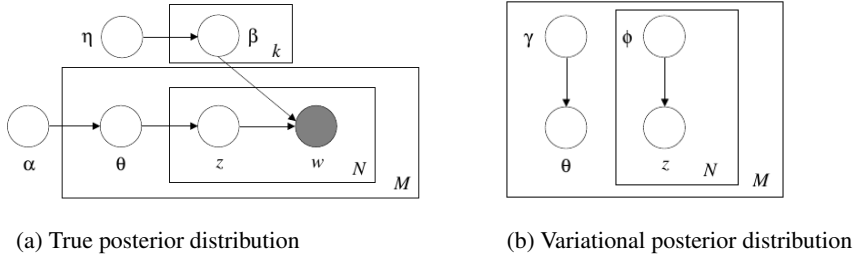 η β k
α θ z w N M
(a) True posterior distribution
γ φ
θ z N M
(b) Variational posterior distribution